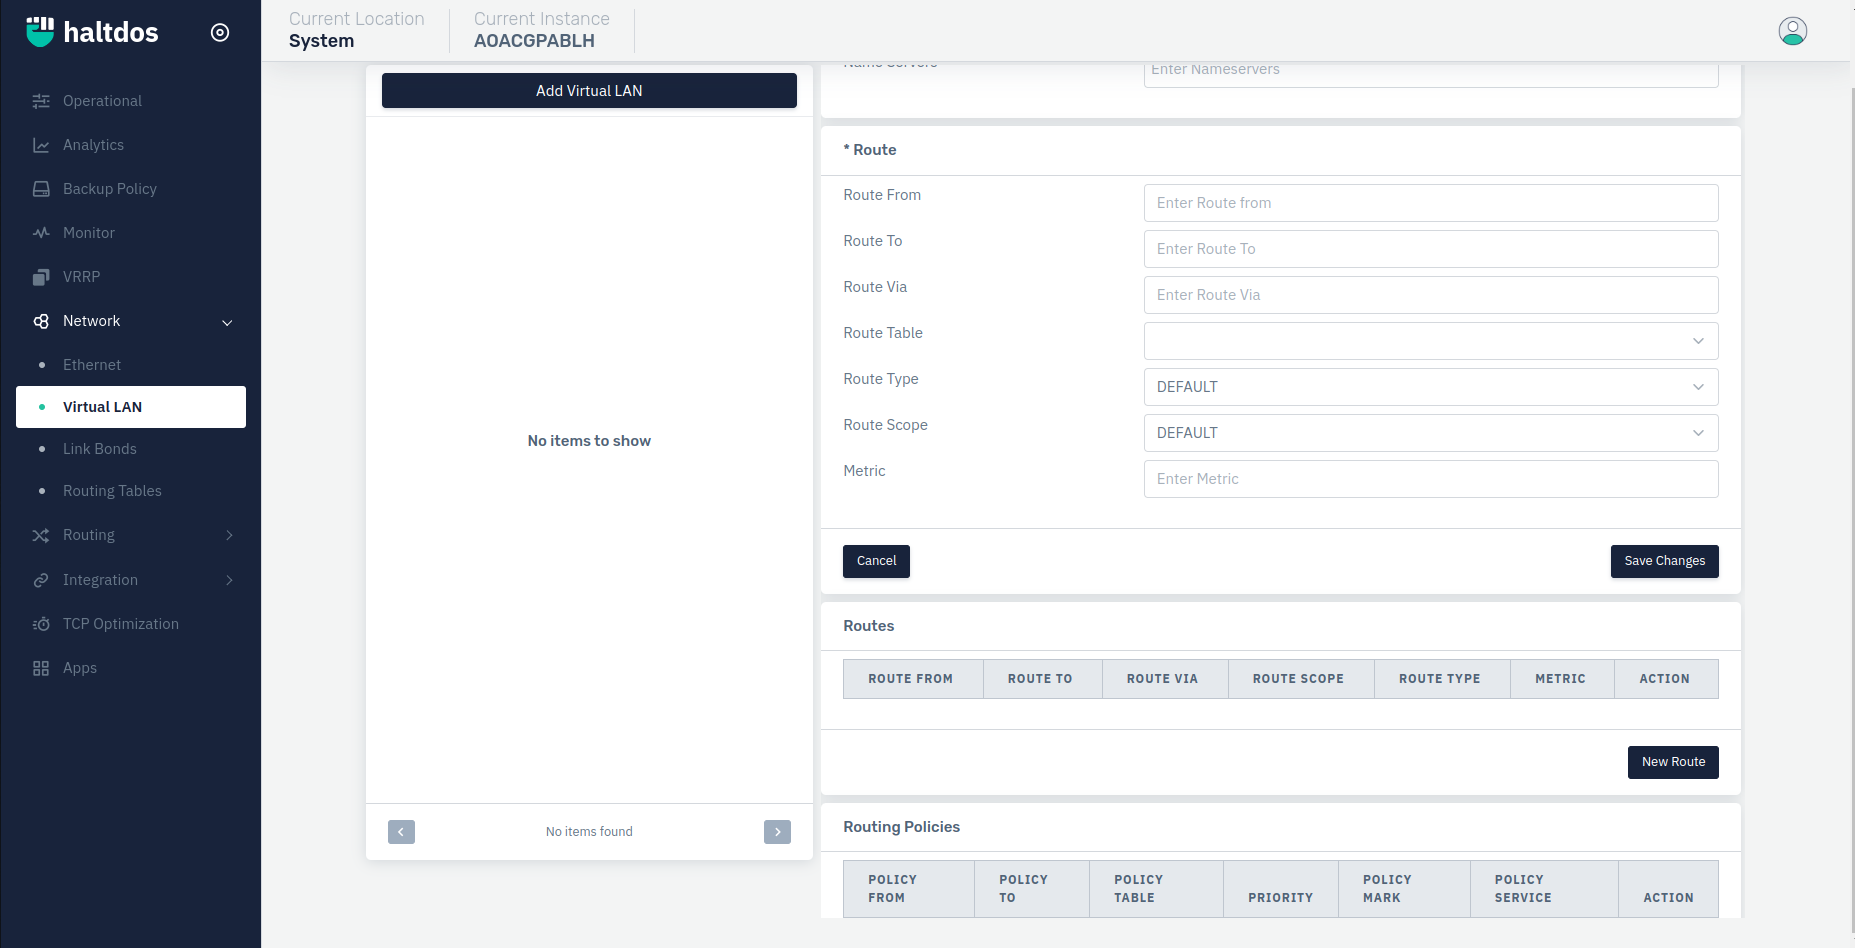 haltdos
Current Location
System
Current Instance
AOACGPABLH
Operational
Analytics
Backup Policy
Monitor
VRRP
Network
Ethernet
Virtual LAN
Link Bonds
Routing Tables
Routing
Integration
TCP Optimization
Apps
Add Virtual LAN
No items to show
No items found
Name Servers
Enter Nameservers
* Route
Route From
Enter Route from
Route To
Enter Route To
Route Via
Enter Route Via
Route Table
Route Type
DEFAULT
Route Scope
DEFAULT
Metric
Enter Metric
Cancel
Save Changes
Routes
ROUTE FROM ROUTE TO ROUTE VIA ROUTE SCOPE ROUTE TYPE METRIC ACTION
New Route
Routing Policies
POLICY FROM POLICY TO POLICY TABLE PRIORITY POLICY MARK POLICY SERVICE ACTION